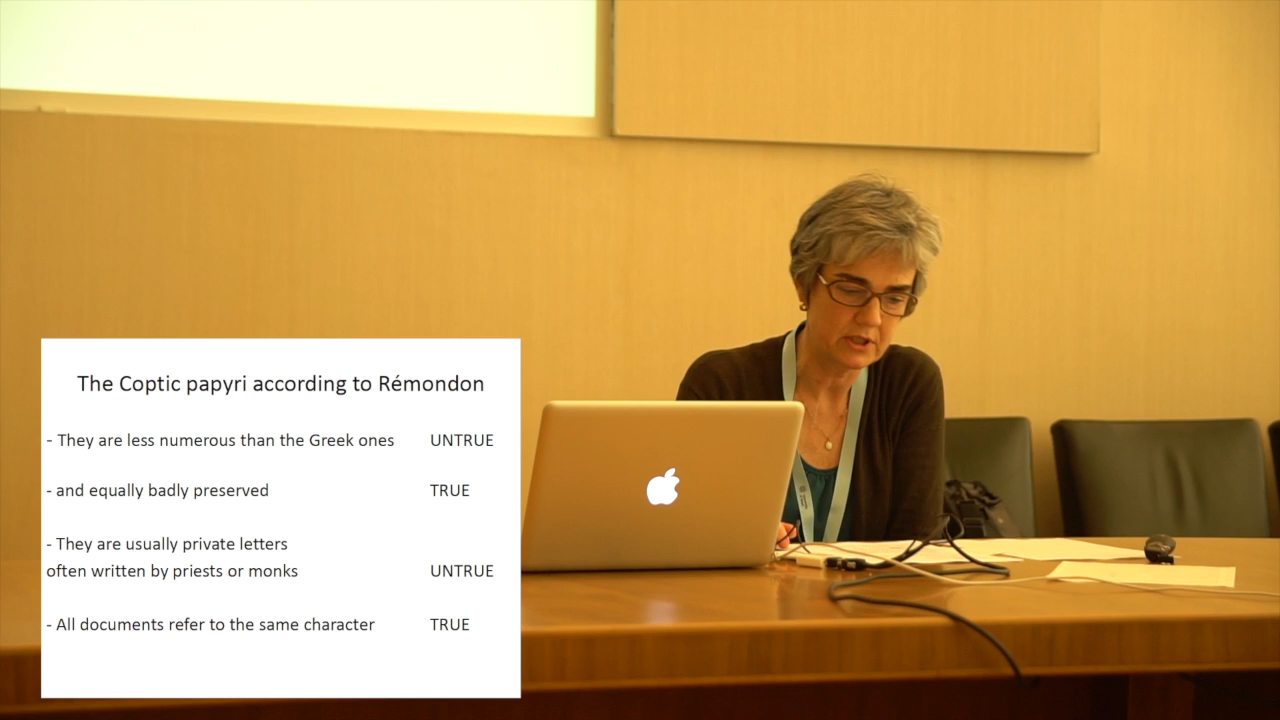 The Coptic papyri according to Rémondon
- They are less numerous than the Greek ones UNTRUE
- and equally badly preserved TRUE
- They are usually private letters
often written by priests or monks UNTRUE
- All documents refer to the same character TRUE